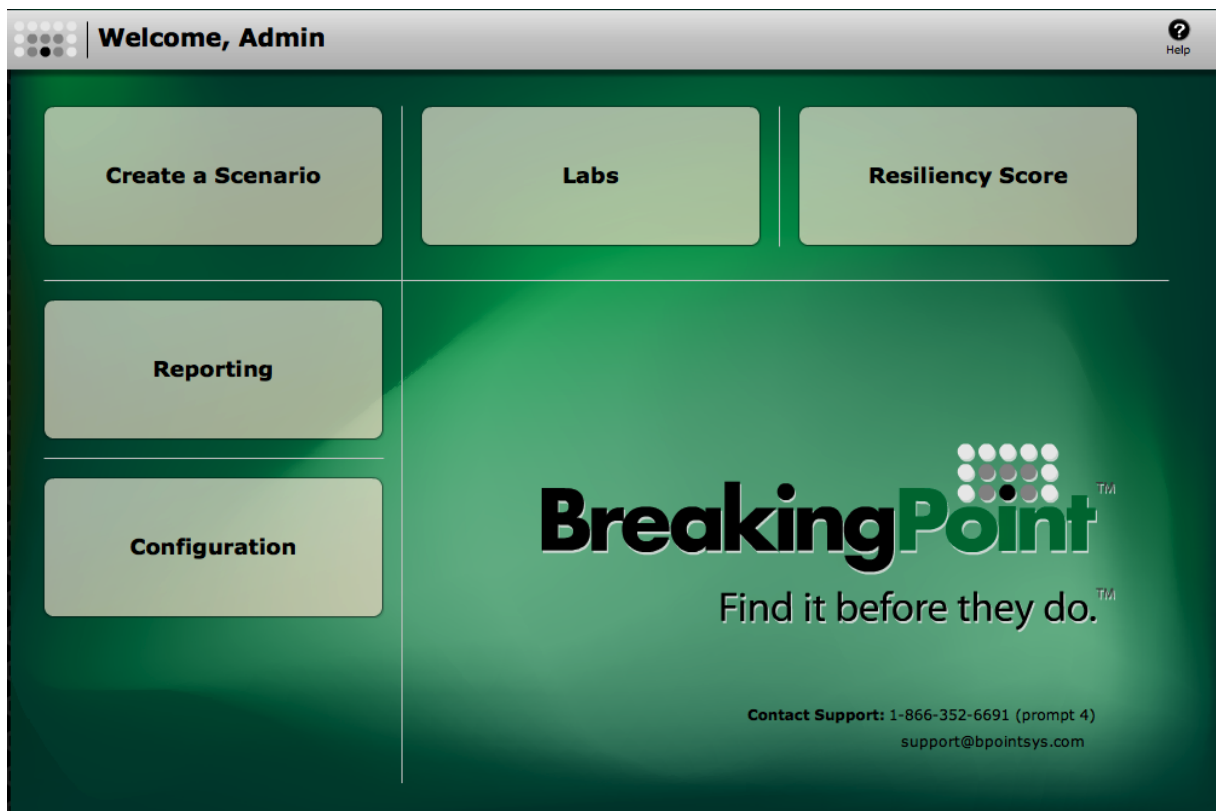 Welcome, Admin
Help
Create a Scenario
Labs
Resiliency Score
Reporting
Configuration
BreakingPoint™
Find it before they do.™
Contact Support: 1-866-352-6691 (prompt 4)
support@bpointsys.com